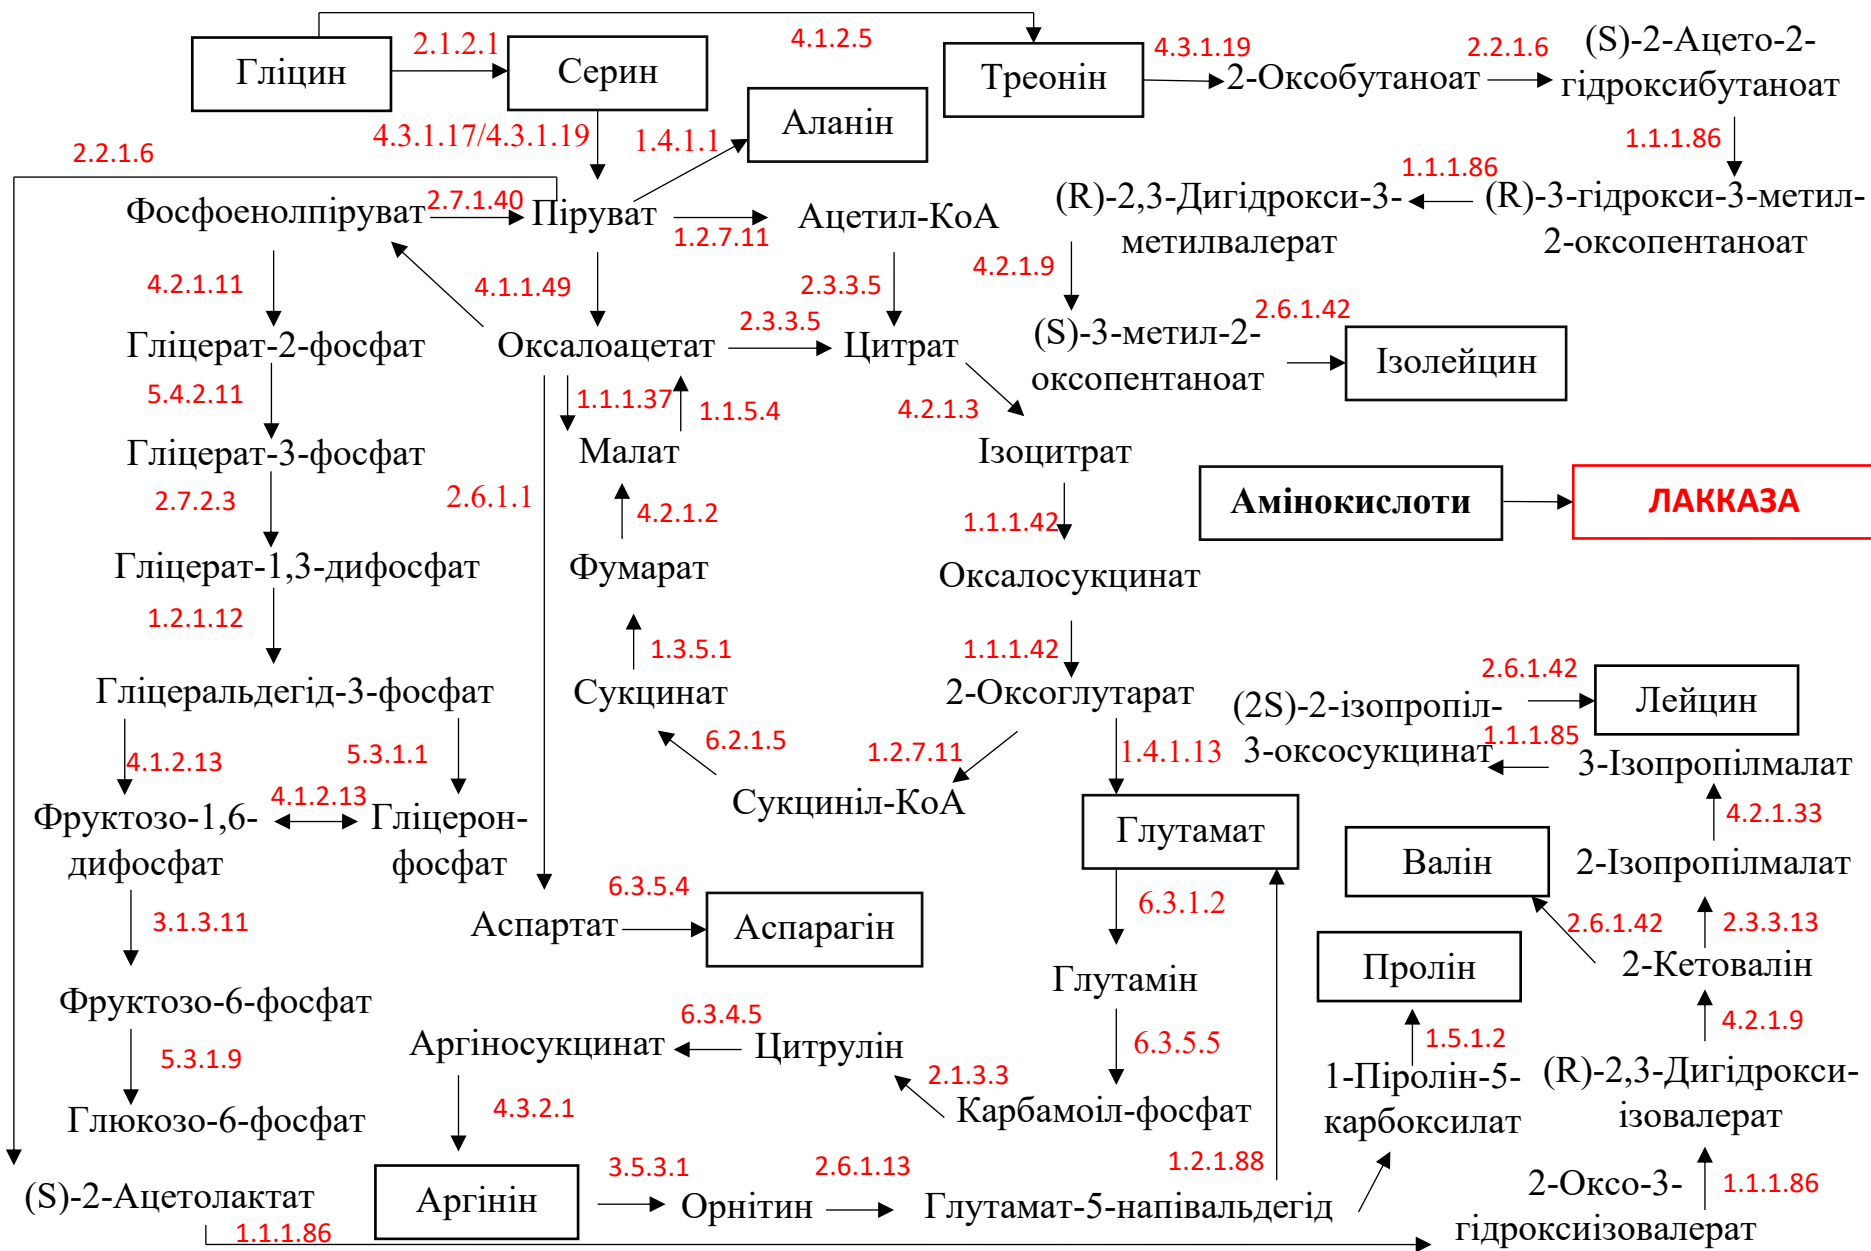 2.1.2.1
4.1.2.5
Гліцин
Серин
Треонін
4.3.1.19
2-Оксобутаноат
2.2.1.6
(S)-2-Ацето-2-
гідроксибутаноат
4.3.1.17/4.3.1.19
1.4.1.1
Аланін
1.1.1.86
2.2.1.6
1.1.1.86
Фосфоенолпіруват
2.7.1.40
Піруват
1.2.7.11
Ацетил-КоА
(R)-2,3-Дигідрокси-3-
метилвалерат
(R)-3-гідрокси-3-метил-
2-оксопентаноат
4.2.1.11
4.1.1.49
2.3.3.5
4.2.1.9
Гліцерат-2-фосфат
Оксалоацетат
2.3.3.5
Цитрат
(S)-3-метил-2-
оксопентаноат
2.6.1.42
Ізолейцин
5.4.2.11
1.1.1.37
1.1.5.4
4.2.1.3
Гліцерат-3-фосфат
Малат
Ізоцитрат
2.7.2.3
2.6.1.1
4.2.1.2
1.1.1.42
Амінокислоти
ЛАККАЗА
Гліцерат-1,3-дифосфат
Фумарат
Оксалосукцинат
1.2.1.12
1.3.5.1
1.1.1.42
Гліцеральдегід-3-фосфат
Сукцинат
2-Оксоглутарат
(2S)-2-ізопропіл-
3-оксосукцинат
2.6.1.42
Лейцин
4.1.2.13
5.3.1.1
6.2.1.5
1.2.7.11
1.4.1.13
1.1.1.85
3-Ізопропілмалат
Фруктозо-1,6-
дифосфат
4.1.2.13
Гліцерон-
фосфат
Сукциніл-КоА
Глутамат
4.2.1.33
Валін
2-Ізопропілмалат
3.1.3.11
Аспартат
6.3.5.4
Аспарагін
6.3.1.2
2.6.1.42
2.3.3.13
Пролін
2-Кетовалін
Фруктозо-6-фосфат
Глутамін
5.3.1.9
Аргіносукцинат
6.3.4.5
Цитрулін
6.3.5.5
1.5.1.2
4.2.1.9
Глюкозо-6-фосфат
4.3.2.1
2.1.3.3
Карбамоіл-фосфат
1-Піролін-5-
карбоксилат
(R)-2,3-Дигідрокси-
ізовалерат
(S)-2-Ацетолактат
1.1.1.86
Аргінін
3.5.3.1
Орнітин
2.6.1.13
Глутамат-5-напівальдегід
1.2.1.88
2-Оксо-3-
гідроксиізовалерат
1.1.1.86